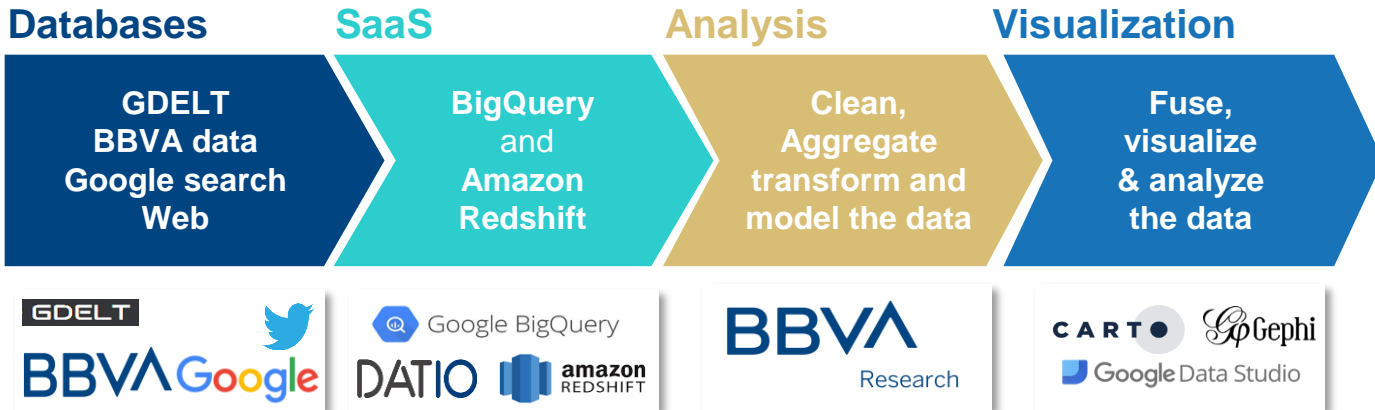 Databases
SaaS
Analysis
Visualization
GDELT
BBVA data
Google search
Web
BigQuery
and
Amazon
Redshift
Clean,
Aggregate
transform and
model the data
Fuse,
visualize
& analyze
the data
GDELT
BBVA Google
Google BigQuery
DATIO
amazon
REDSHIFT
BBVA
Research
CARTO
Gephi
Google Data Studio